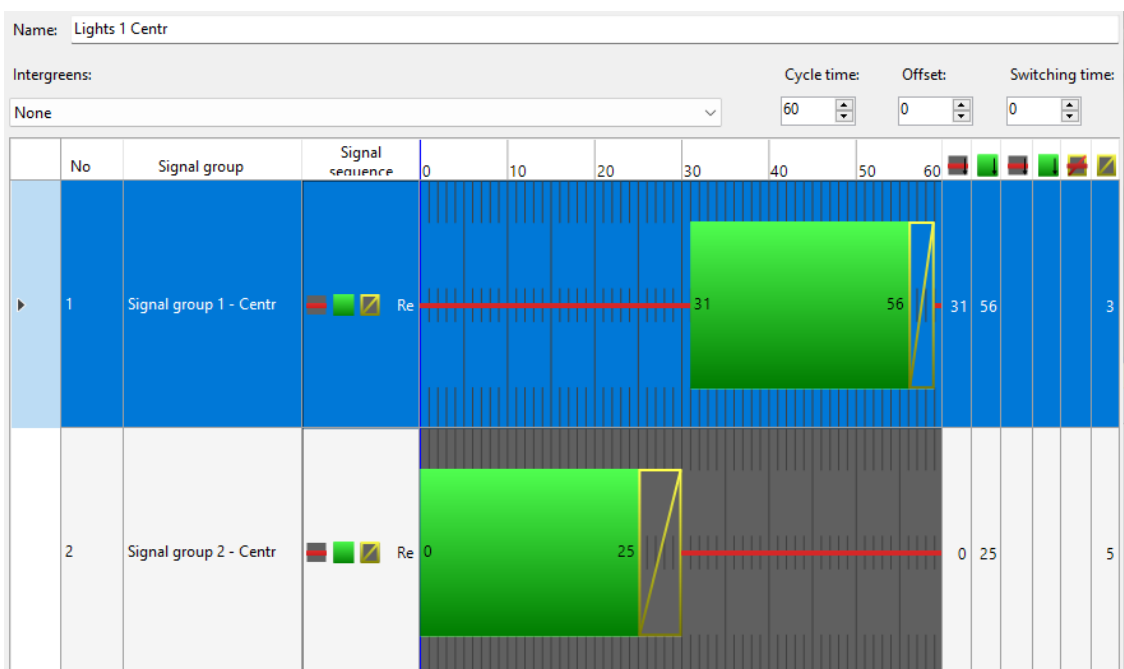 Name: Lights 1 Centr
Intergreens: Cycle time: Offset: Switching time:
None 60 0 0
No Signal group Signal sequence 0 10 20 30 40 50 60
1 Signal group 1 - Centr Re 31 56 31 56 3
2 Signal group 2 - Centr Re 0 25 0 25 5